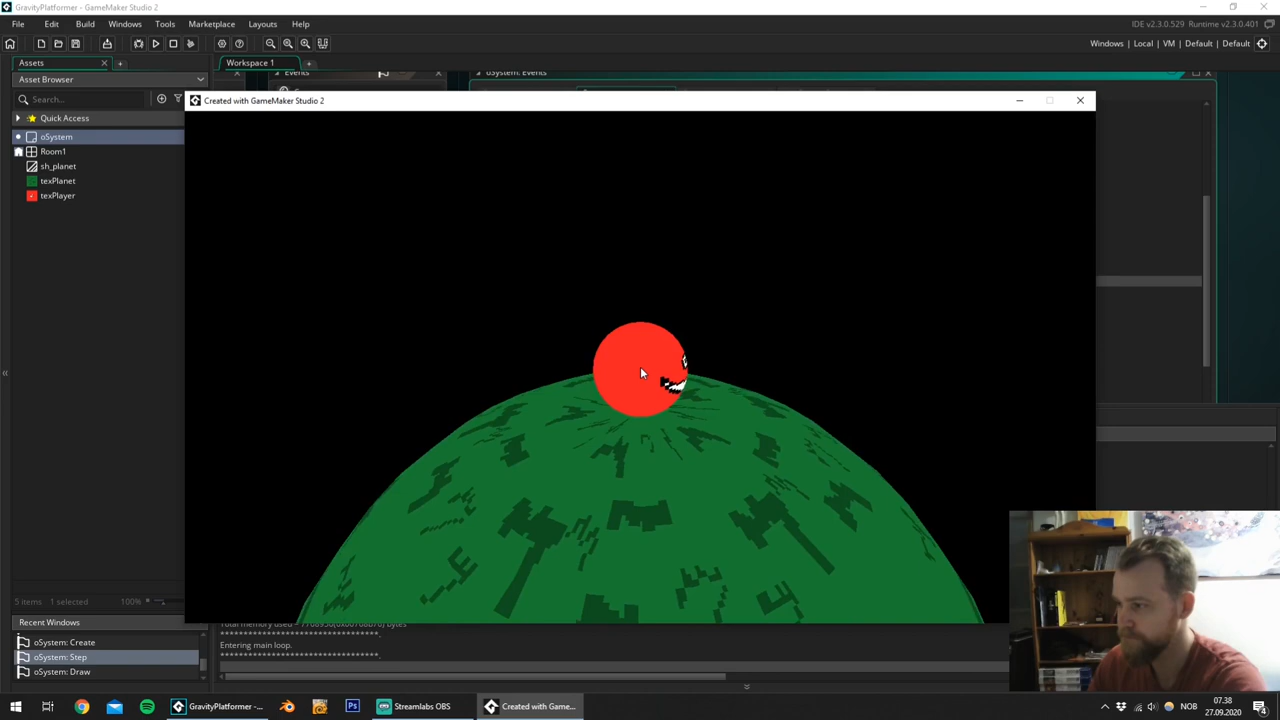 GravityPlatformer - GameMaker Studio 2
File Edit Build Windows Tools Marketplace Layouts Help
IDE v2.3.0.529 Runtime v2.3.0.401
Windows | Local | VM | Default | Default
Assets
Workspace 1
Asset Browser
Events
oSystem: Events
Search...
Created with GameMaker Studio 2
Quick Access
oSystem
Room1
sh_planet
texPlanet
texPlayer
5 items 1 selected 100%
Recent Windows
oSystem: Create
oSystem: Step
oSystem: Draw
bytes
***********************************.
Entering main loop.
***********************************.
GravityPlatformer - ...
Streamlabs OBS
Created with Game...
NOB
07.38
27.09.2020